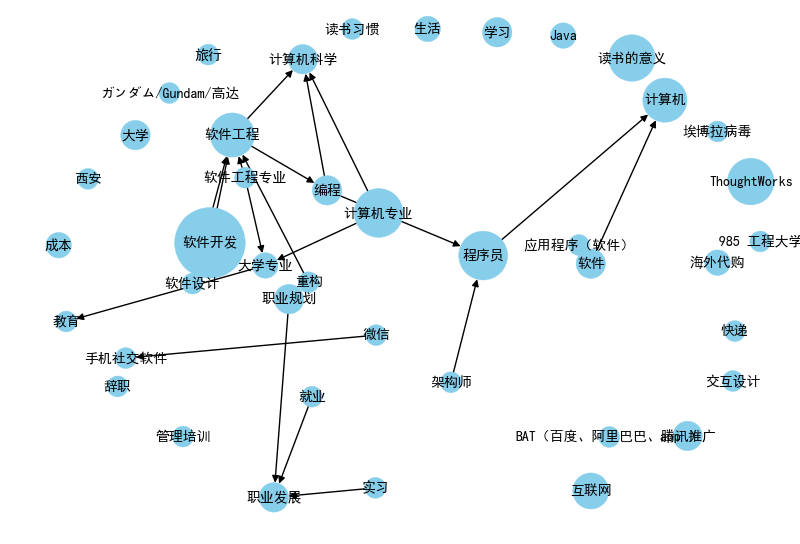 读书习惯
生活
学习
Java
旅行
计算机科学
读书的意义
ガンダム/Gundam/高达
计算机
大学
软件工程
埃博拉病毒
西安
软件工程专业
编程
ThoughtWorks
计算机专业
成本
软件开发
应用程序（软件）
985 工程大学
程序员
大学专业
软件
海外代购
软件设计
重构
职业规划
教育
微信
快递
手机社交软件
辞职
架构师
交互设计
就业
管理培训
BAT（百度、阿里巴巴、腾讯）
app 推广
实习
互联网
职业发展